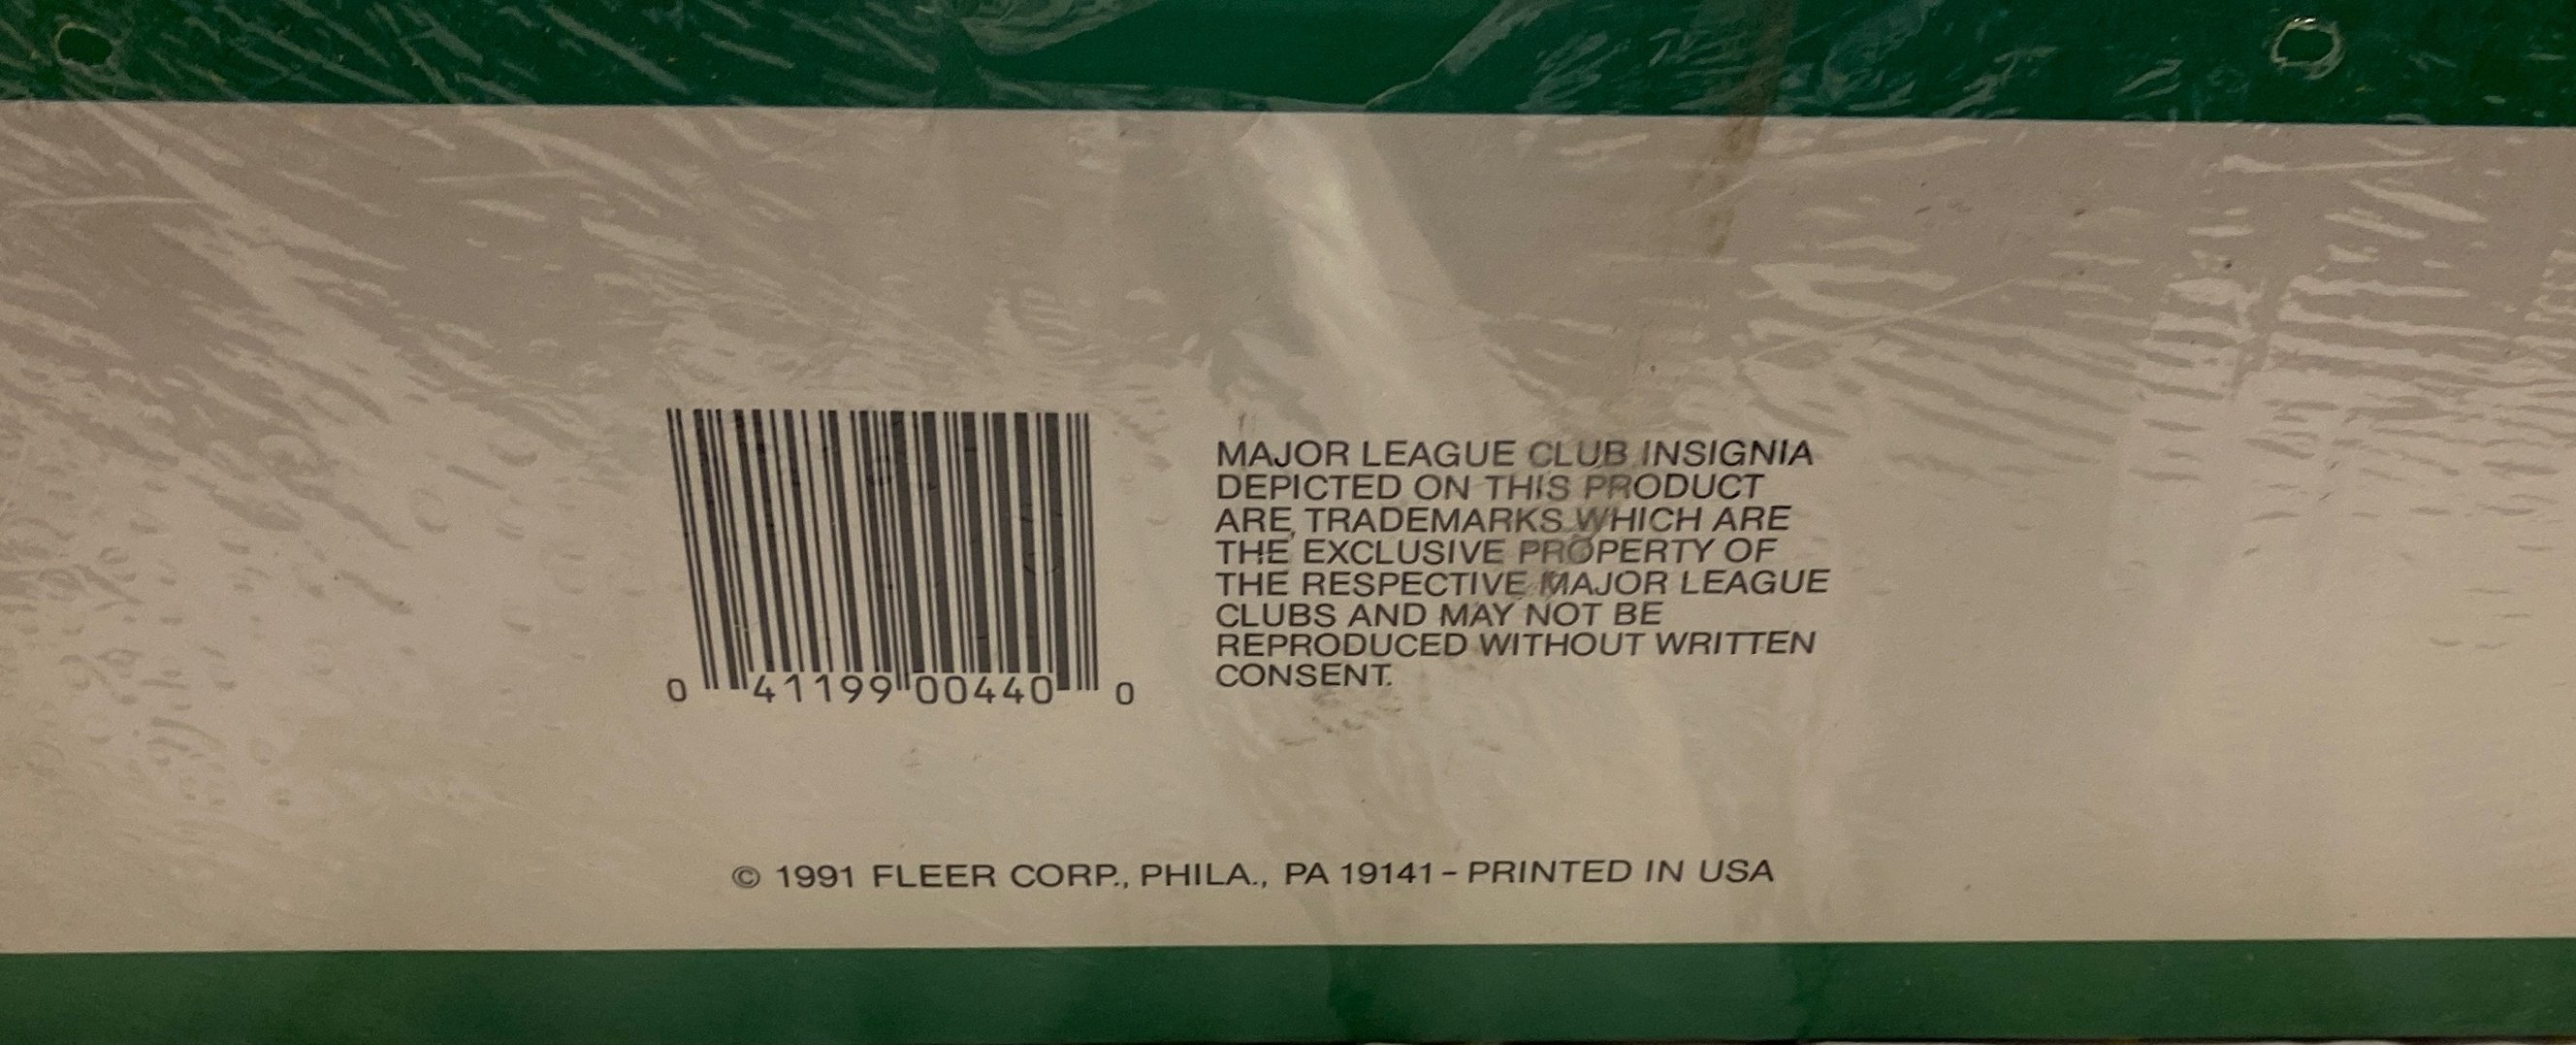 MAJOR LEAGUE CLUB INSIGNIA
DEPICTED ON THIS PRODUCT
ARE TRADEMARKS WHICH ARE
THE EXCLUSIVE PROPERTY OF
THE RESPECTIVE MAJOR LEAGUE
CLUBS AND MAY NOT BE
REPRODUCED WITHOUT WRITTEN
CONSENT.
0 41199 00440 0
© 1991 FLEER CORP., PHILA., PA 19141 - PRINTED IN USA